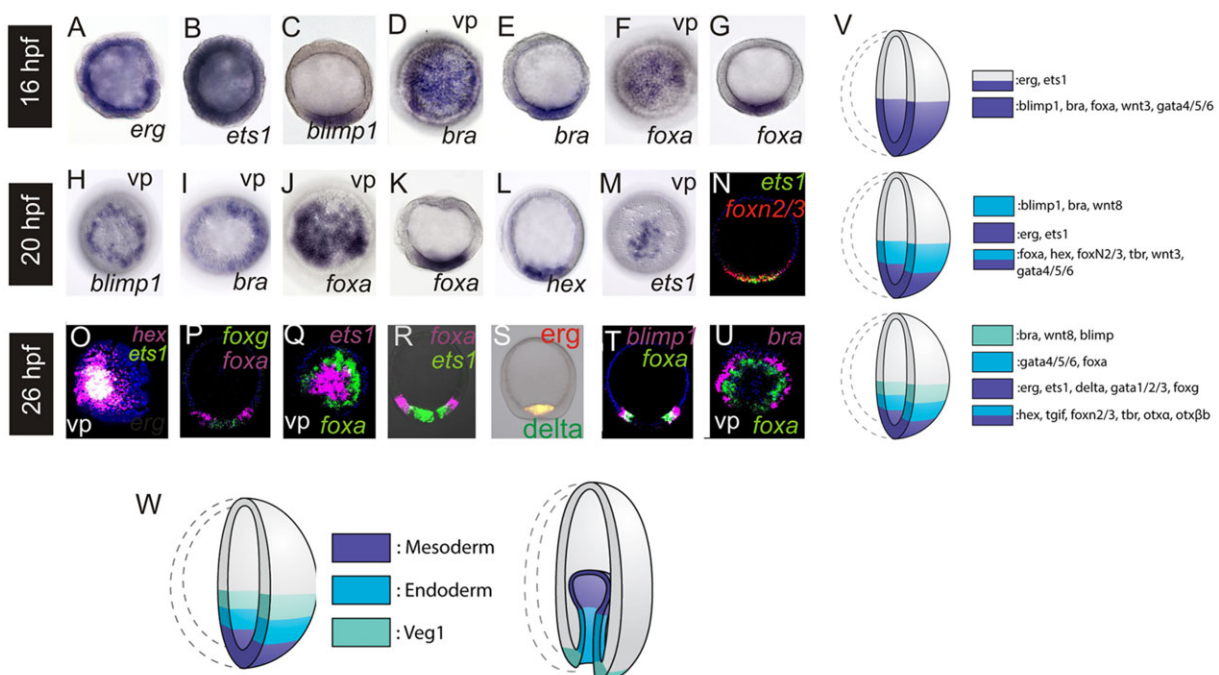 16 hpf
A
erg
B
ets1
C
blimp1
D
vp
bra
E
bra
F
vp
foxa
G
foxa
20 hpf
H
vp
blimp1
I
vp
bra
J
vp
foxa
K
foxa
L
hex
M
vp
ets1
N
ets1
foxn2/3
26 hpf
O
hex
ets1
vp
erg
P
foxg
foxa
Q
ets1
vp
foxa
R
foxa
ets1
S
erg
delta
T
blimp1
foxa
U
bra
vp
foxa
V
:erg, ets1
:blimp1, bra, foxa, wnt3, gata4/5/6
:blimp1, bra, wnt8
:erg, ets1
:foxa, hex, foxN2/3, tbr, wnt3,
gata4/5/6
:bra, wnt8, blimp
:gata4/5/6, foxa
:erg, ets1, delta, gata1/2/3, foxg
:hex, tgif, foxn2/3, tbr, otxα, otxβb
W
: Mesoderm
: Endoderm
: Veg1